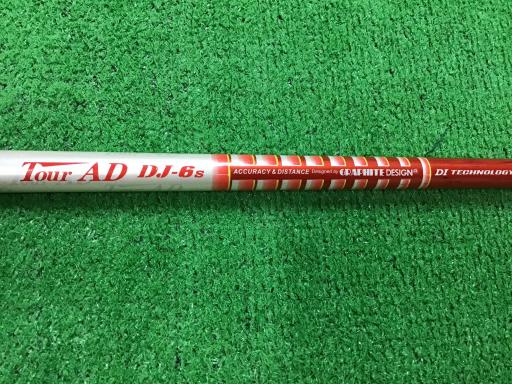 Tour AD DJ-6s ACCURACY & DISTANCE Designed by GRAPHITE DESIGN® DI TECHNOLOGY